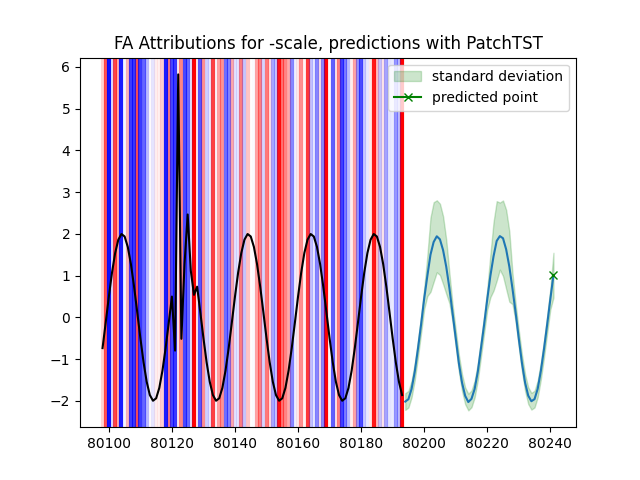 FA Attributions for -scale, predictions with PatchTST
standard deviation
predicted point
6
5
4
3
2
1
0
−1
−2
80100 80120 80140 80160 80180 80200 80220 80240